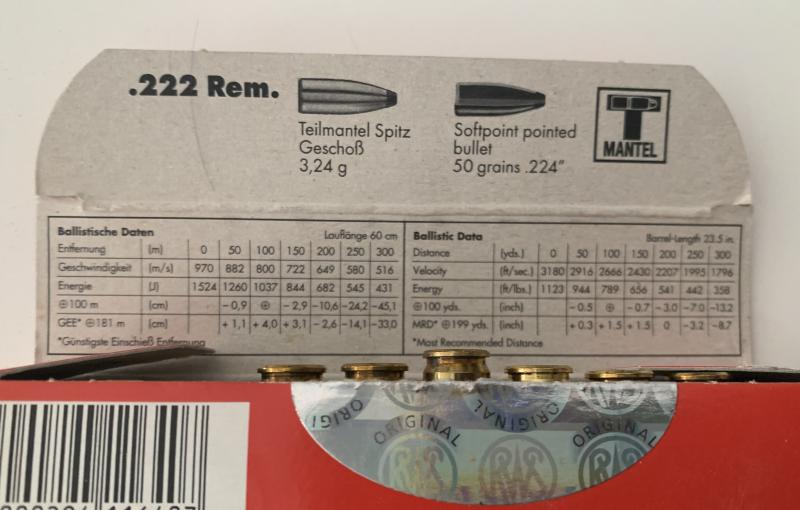 .222 Rem.
Teilmantel Spitz
Geschoß
3,24 g
Softpoint pointed
bullet
50 grains .224"
T
MANTEL
Ballistische Daten Lauflänge 60 cm
Entfernung (m) 0 50 100 150 200 250 300
Geschwindigkeit (m/s) 970 882 800 722 649 580 516
Energie (J) 1524 1260 1037 844 682 545 431
⊕100 m (cm) -0,9 ⊕ -2,9 -10,6 -24,2 -45,1
GEE* ⊕181 m (cm) +1,1 +4,0 +3,1 -2,6 -14,1 -33,0
*Günstigste Einschieß Entfernung
Ballistic Data Barrel-Length 23.5 in.
Distance (yds.) 0 50 100 150 200 250 300
Velocity (ft/sec.) 3180 2916 2666 2430 2207 1995 1796
Energy (ft/lbs.) 1123 944 789 656 541 442 358
⊕100 yds. (inch) -0.5 ⊕ -0.7 -3.0 -7.0 -13.2
MRD* ⊕199 yds. (inch) +0.3 +1.5 +1.5 0 -3.2 -8.7
*Most Recommended Distance
ORIGI
ORIGINAL
ORIGINAL
ORIGINAL
RWS
RWS
RWS